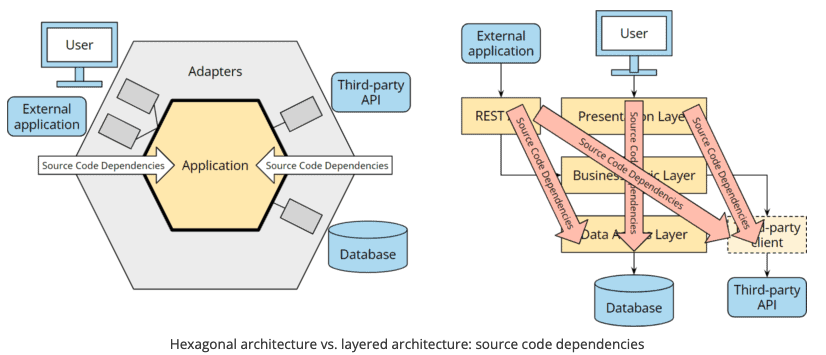 User
Adapters
External
application
Third-party
API
Source Code Dependencies
Application
Source Code Dependencies
Database
External
application
User
REST
Presentation Layer
Source Code Dependencies
Source Code Dependencies
Source Code Dependencies
Source Code Dependencies
Business Logic Layer
Data Access Layer
Third-party
client
Database
Third-party
API
Hexagonal architecture vs. layered architecture: source code dependencies